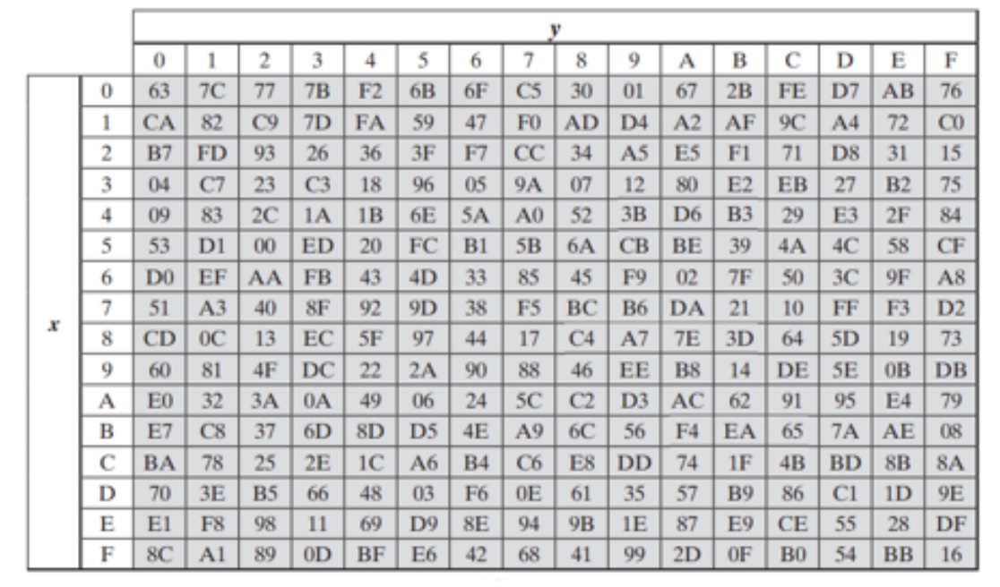 y
0 1 2 3 4 5 6 7 8 9 A B C D E F
0 63 7C 77 7B F2 6B 6F C5 30 01 67 2B FE D7 AB 76
1 CA 82 C9 7D FA 59 47 F0 AD D4 A2 AF 9C A4 72 C0
2 B7 FD 93 26 36 3F F7 CC 34 A5 E5 F1 71 D8 31 15
3 04 C7 23 C3 18 96 05 9A 07 12 80 E2 EB 27 B2 75
4 09 83 2C 1A 1B 6E 5A A0 52 3B D6 B3 29 E3 2F 84
5 53 D1 00 ED 20 FC B1 5B 6A CB BE 39 4A 4C 58 CF
6 D0 EF AA FB 43 4D 33 85 45 F9 02 7F 50 3C 9F A8
7 51 A3 40 8F 92 9D 38 F5 BC B6 DA 21 10 FF F3 D2
x
8 CD 0C 13 EC 5F 97 44 17 C4 A7 7E 3D 64 5D 19 73
9 60 81 4F DC 22 2A 90 88 46 EE B8 14 DE 5E 0B DB
A E0 32 3A 0A 49 06 24 5C C2 D3 AC 62 91 95 E4 79
B E7 C8 37 6D 8D D5 4E A9 6C 56 F4 EA 65 7A AE 08
C BA 78 25 2E 1C A6 B4 C6 E8 DD 74 1F 4B BD 8B 8A
D 70 3E B5 66 48 03 F6 0E 61 35 57 B9 86 C1 1D 9E
E E1 F8 98 11 69 D9 8E 94 9B 1E 87 E9 CE 55 28 DF
F 8C A1 89 0D BF E6 42 68 41 99 2D 0F B0 54 BB 16